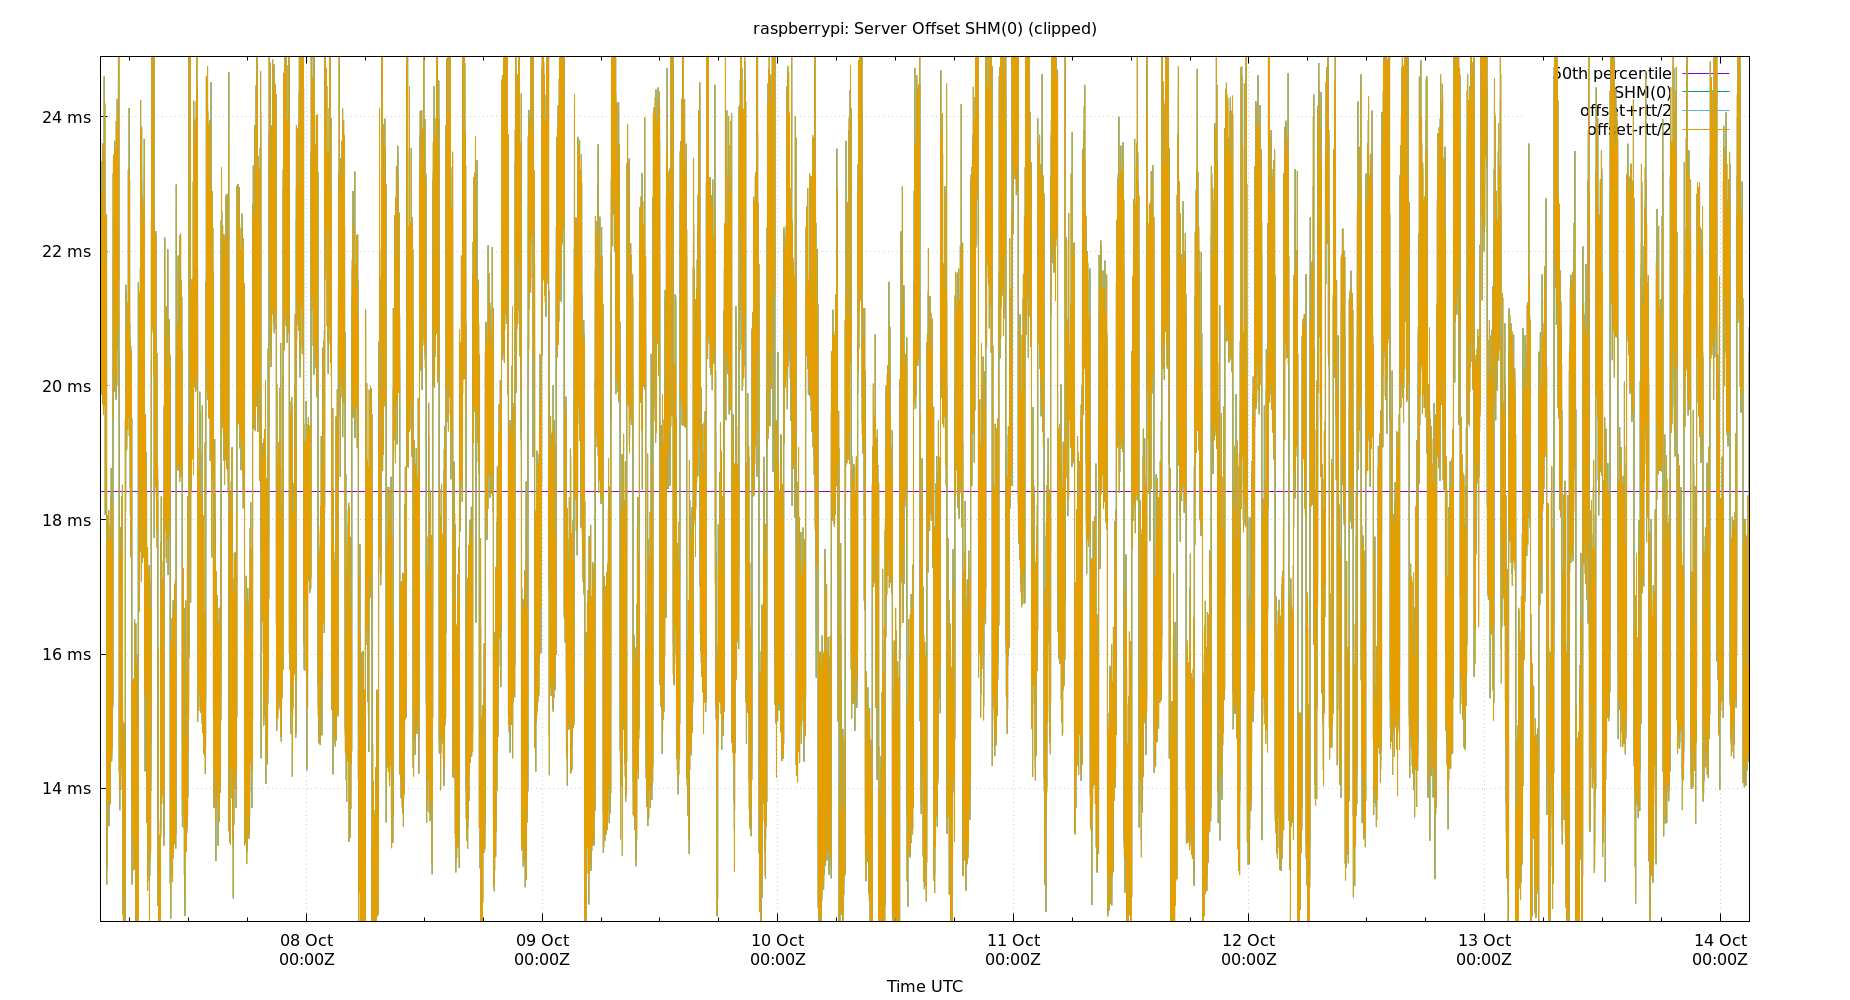 raspberrypi: Server Offset SHM(0) (clipped)
50th percentile
SHM(0)
offset+rtt/2
offset-rtt/2
24 ms
22 ms
20 ms
18 ms
16 ms
14 ms
08 Oct
00:00Z
09 Oct
00:00Z
10 Oct
00:00Z
11 Oct
00:00Z
12 Oct
00:00Z
13 Oct
00:00Z
14 Oct
00:00Z
Time UTC